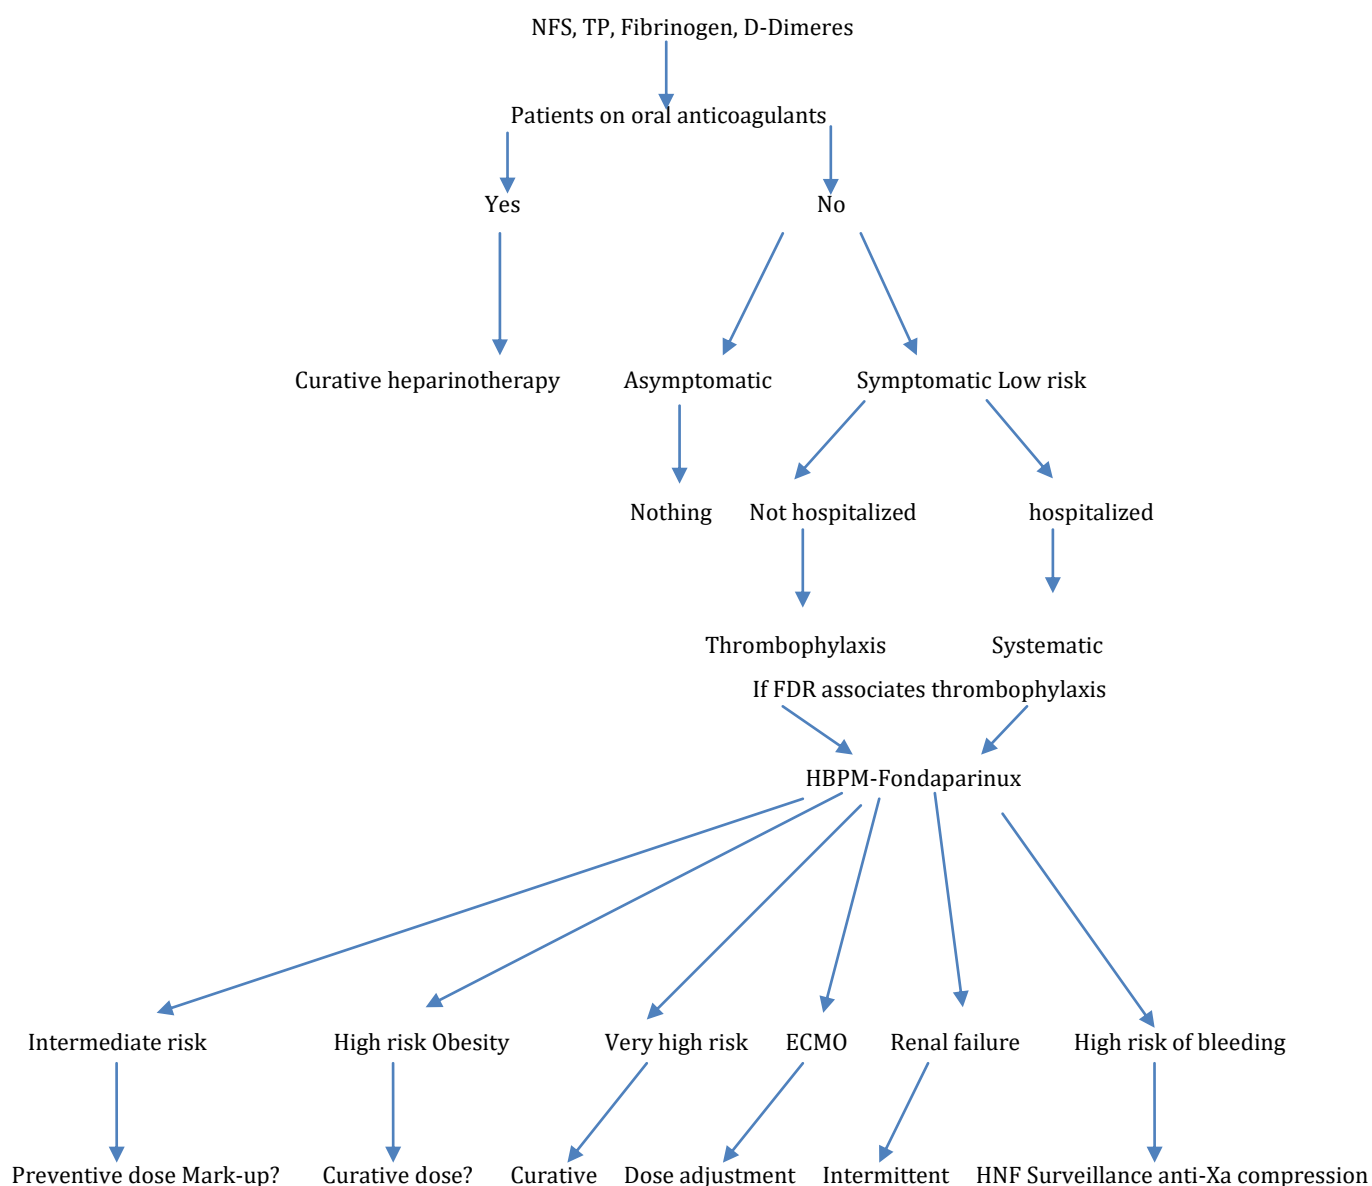 NFS, TP, Fibrinogen, D-Dimeres
Patients on oral anticoagulants
Yes
No
Curative heparinotherapy
Asymptomatic
Symptomatic Low risk
Nothing
Not hospitalized
hospitalized
Thrombophylaxis
Systematic
If FDR associates thrombophylaxis
HBPM-Fondaparinux
Intermediate risk
High risk Obesity
Very high risk
ECMO
Renal failure
High risk of bleeding
Preventive dose Mark-up?
Curative dose?
Curative
Dose adjustment
Intermittent
HNF Surveillance anti-Xa compression